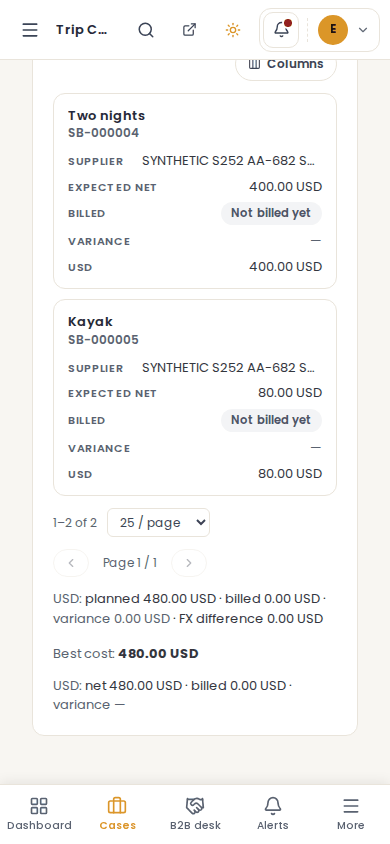 Trip C...
E
Columns
Two nights
SB-000004
SUPPLIER SYNTHETIC S252 AA-682 S...
EXPECTED NET 400.00 USD
BILLED Not billed yet
VARIANCE —
USD 400.00 USD
Kayak
SB-000005
SUPPLIER SYNTHETIC S252 AA-682 S...
EXPECTED NET 80.00 USD
BILLED Not billed yet
VARIANCE —
USD 80.00 USD
1–2 of 2 25 / page
Page 1 / 1
USD: planned 480.00 USD · billed 0.00 USD ·
variance 0.00 USD · FX difference 0.00 USD
Best cost: 480.00 USD
USD: net 480.00 USD · billed 0.00 USD ·
variance —
Dashboard Cases B2B desk Alerts More